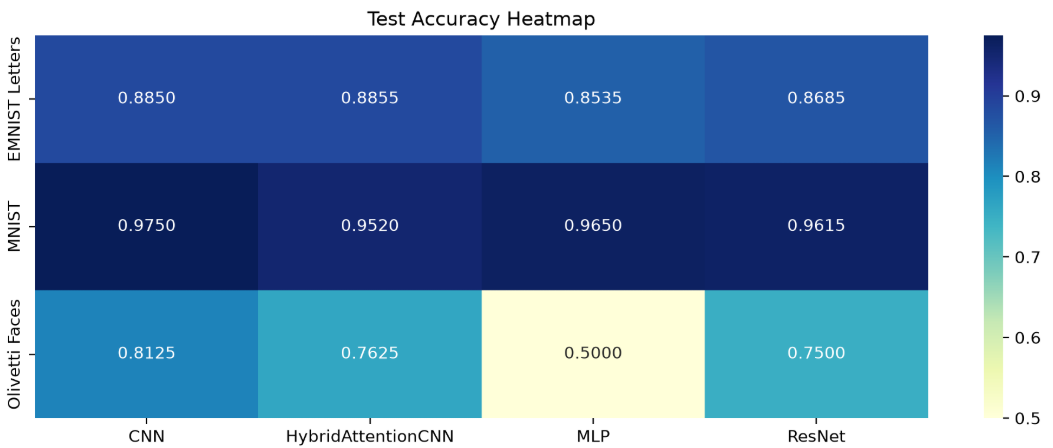 Test Accuracy Heatmap
EMNIST Letters
0.8850 0.8855 0.8535 0.8685
MNIST
0.9750 0.9520 0.9650 0.9615
Olivetti Faces
0.8125 0.7625 0.5000 0.7500
CNN HybridAttentionCNN MLP ResNet
0.9
0.8
0.7
0.6
0.5